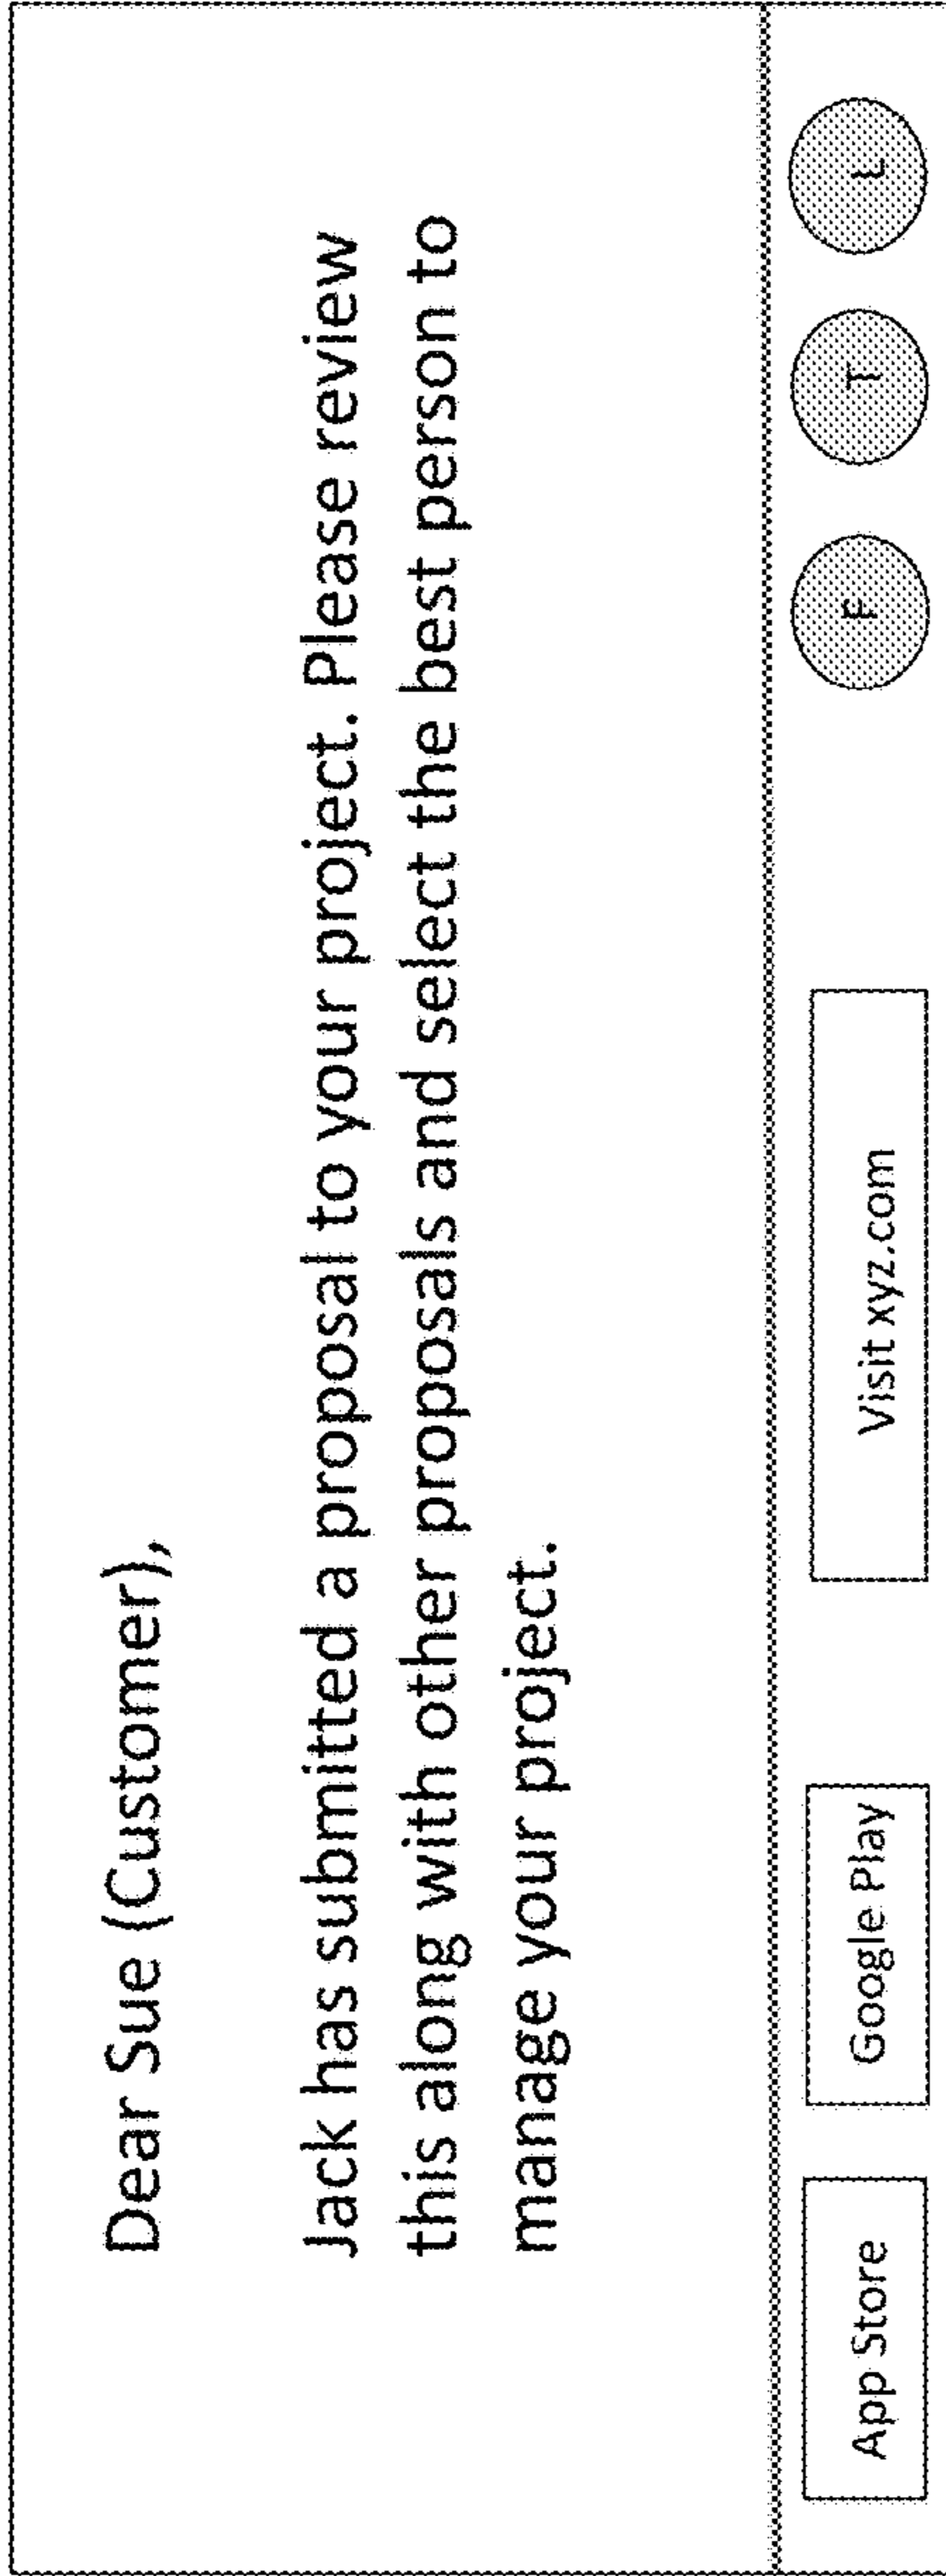 Dear Sue (Customer),
Jack has submitted a proposal to your project. Please review
this along with other proposals and select the best person to
manage your project.
App Store
Google Play
Visit xyz.com
F
T
L